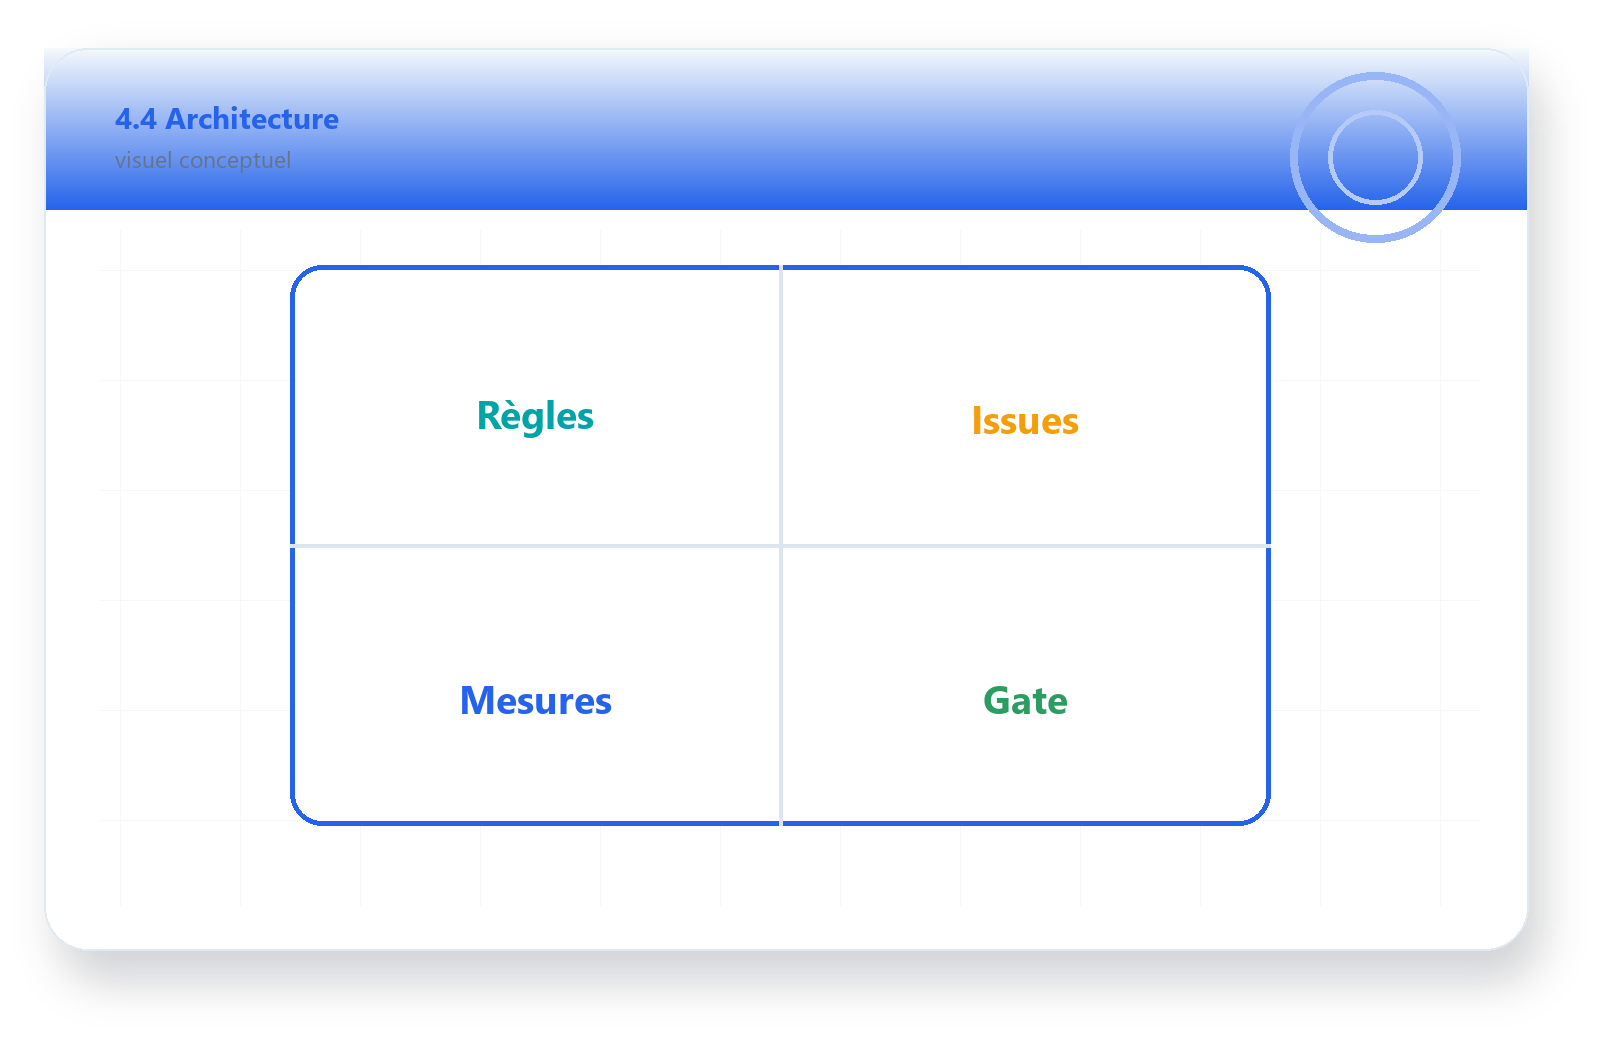 4.4 Architecture
visuel conceptuel
Règles
Issues
Mesures
Gate